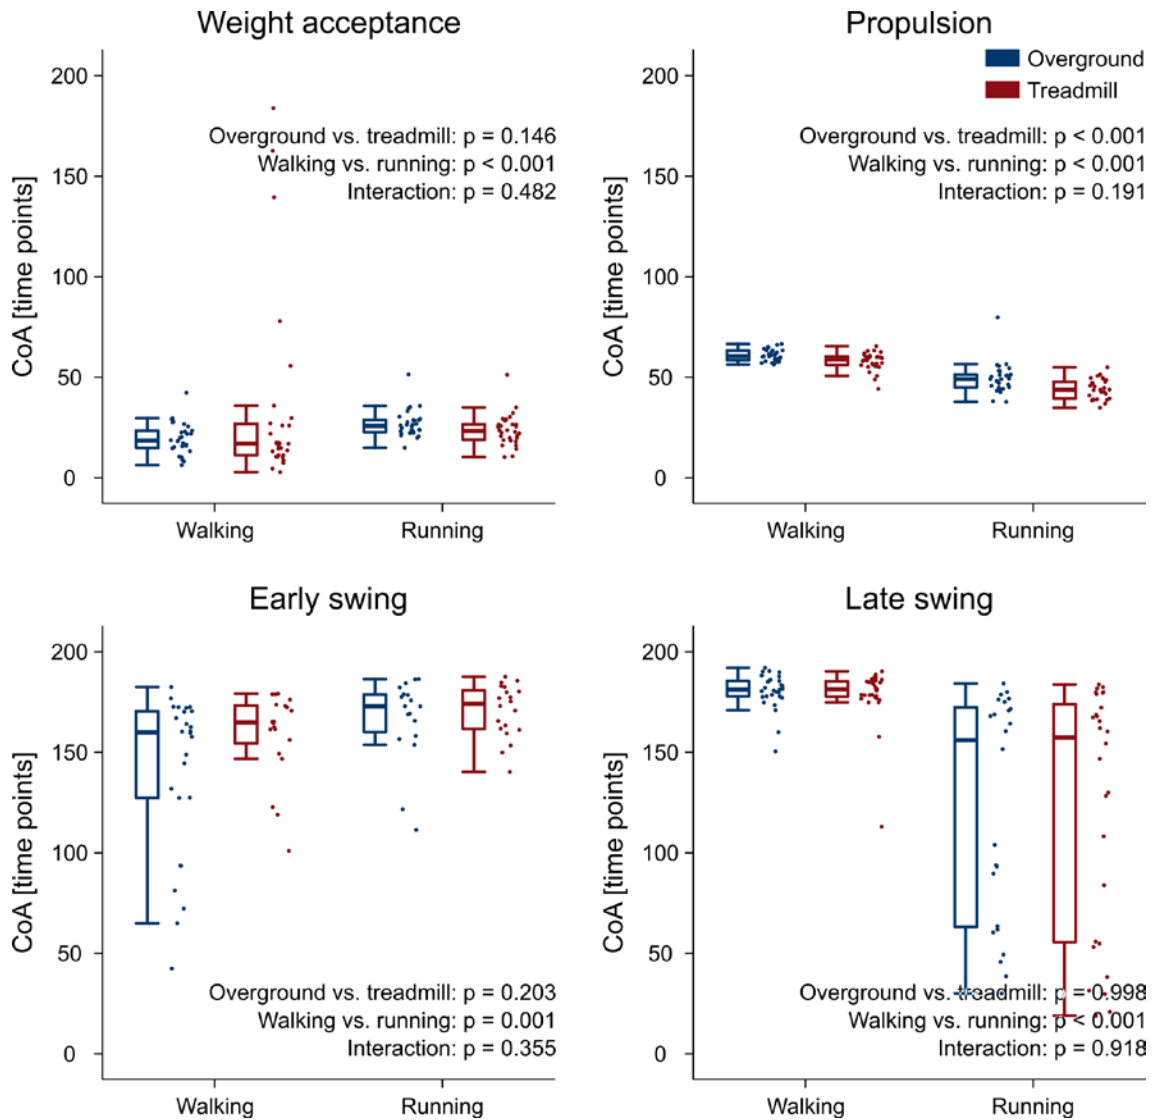 Weight acceptance
CoA [time points]
200
150
100
50
0
Overground vs. treadmill: p = 0.146
Walking vs. running: p < 0.001
Interaction: p = 0.482
Walking
Running
Propulsion
Overground
Treadmill
CoA [time points]
200
150
100
50
0
Overground vs. treadmill: p < 0.001
Walking vs. running: p < 0.001
Interaction: p = 0.191
Walking
Running
Early swing
CoA [time points]
200
150
100
50
0
Overground vs. treadmill: p = 0.203
Walking vs. running: p = 0.001
Interaction: p = 0.355
Walking
Running
Late swing
CoA [time points]
200
150
100
50
0
Overground vs. treadmill: p = 0.998
Walking vs. running: p < 0.001
Interaction: p = 0.918
Walking
Running